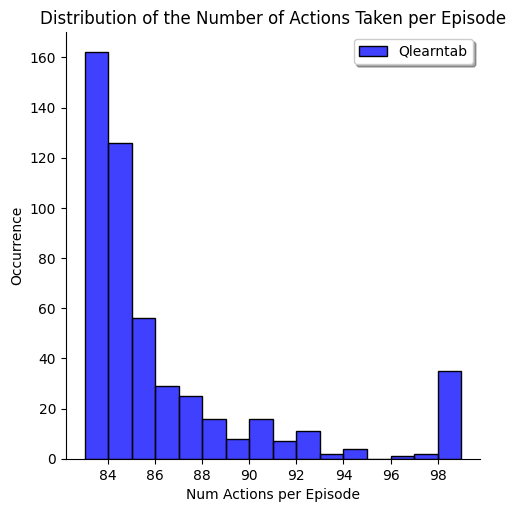 Distribution of the Number of Actions Taken per Episode
Qlearntab
160
140
120
100
80
60
40
20
0
Occurrence
84 86 88 90 92 94 96 98
Num Actions per Episode